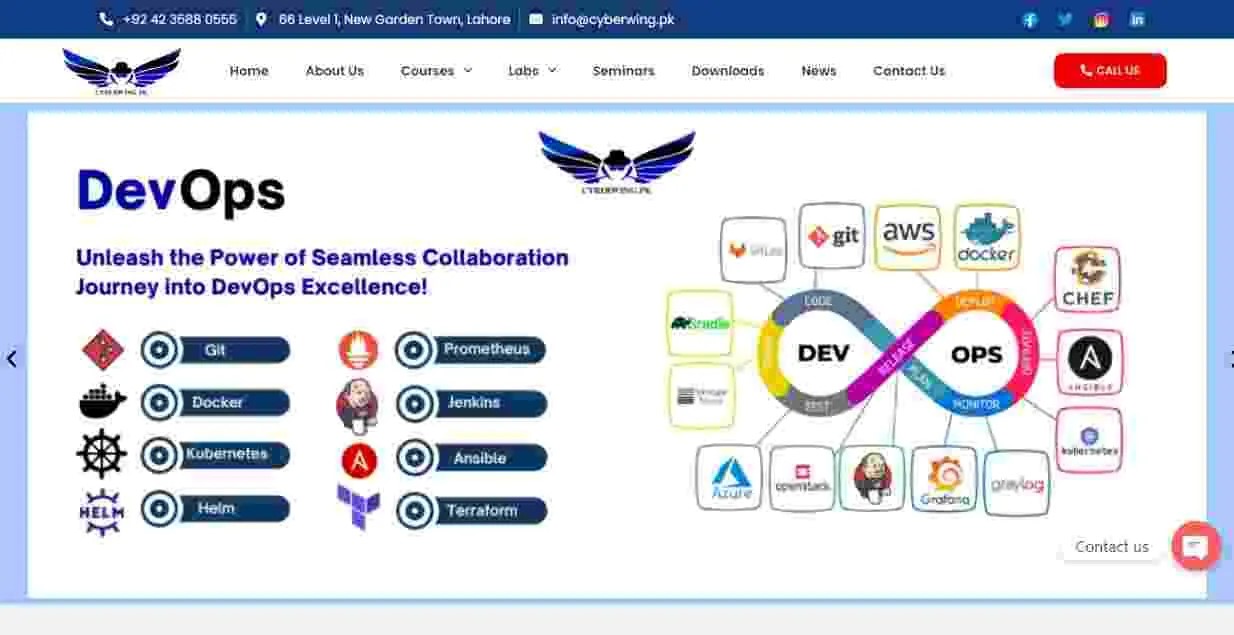 +92 42 3588 0555
66 Level 1, New Garden Town, Lahore
info@cyberwing.pk
Home
About Us
Courses
Labs
Seminars
Downloads
News
Contact Us
CALL US
CYBERWING.PK
CYBERWING.PK
DevOps
Unleash the Power of Seamless Collaboration
Journey into DevOps Excellence!
Git
Prometheus
Docker
Jenkins
Kubernetes
Ansible
HELM
Helm
Terraform
git
aws
docker
CHEF
Gradle
CODE
DEPLOY
OPERATE
DEV
RELEASE
OPS
PLAN
TEST
MONITOR
ANSIBLE
kubernetes
Azure
openstack
Grafana
graylog
Contact us